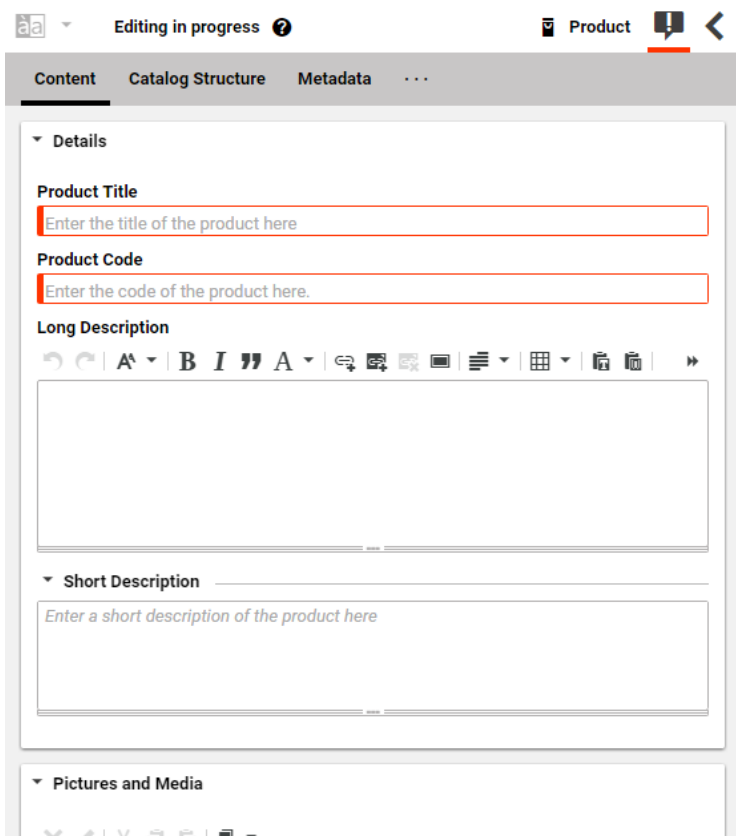 àa
Editing in progress
Product
Content Catalog Structure Metadata ...
Details
Product Title
Enter the title of the product here
Product Code
Enter the code of the product here.
Long Description
B I A
Short Description
Enter a short description of the product here
Pictures and Media